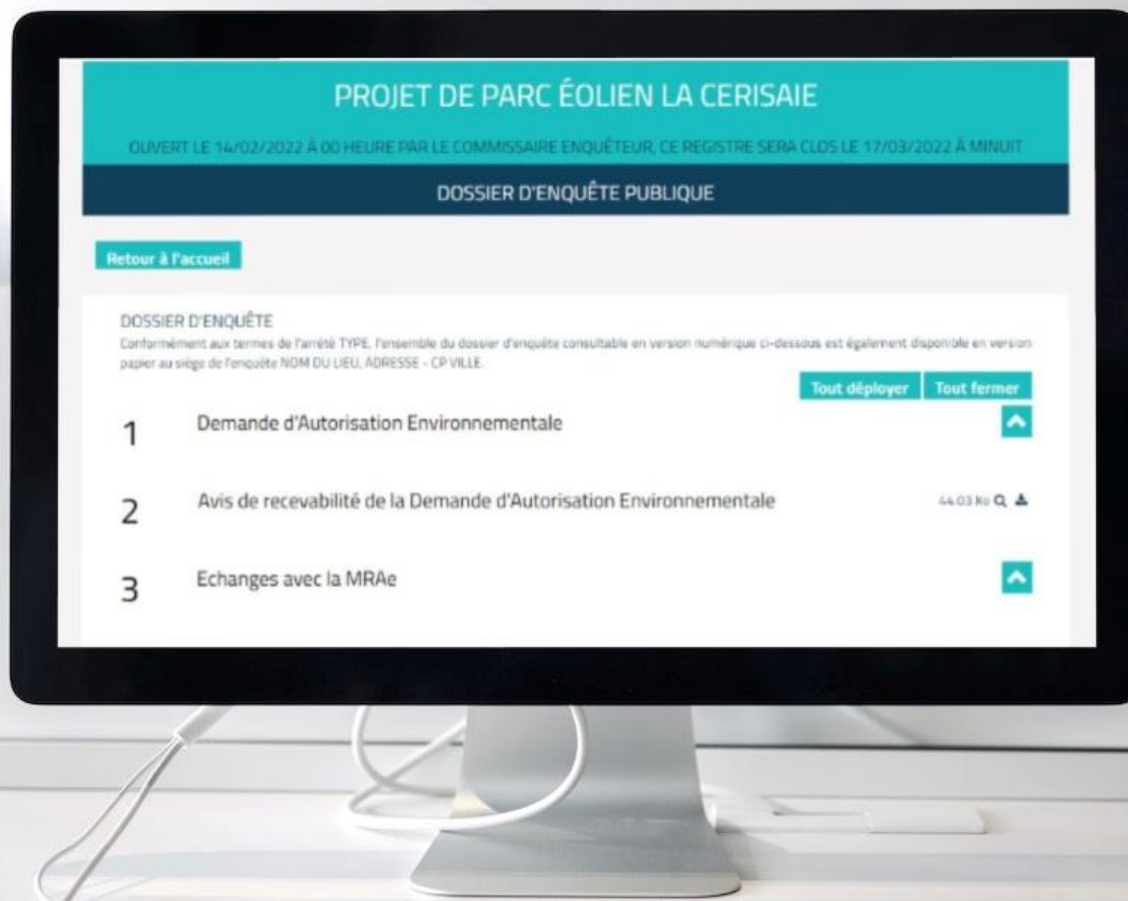 PROJET DE PARC ÉOLIEN LA CERISAIE
OUVERT LE 14/02/2022 À 00 HEURE PAR LE COMMISSAIRE ENQUÊTEUR, CE REGISTRE SERA CLOS LE 17/03/2022 À MINUIT
DOSSIER D'ENQUÊTE PUBLIQUE
Retour à l'accueil
DOSSIER D'ENQUÊTE
Conformément aux termes de l'arrêté TYPE, l'ensemble du dossier d'enquête consultable en version numérique ci-dessous est également disponible en version
papier au siège de l'enquête NOM DU LIEU, ADRESSE - CP VILLE.
Tout déployer Tout fermer
1 Demande d'Autorisation Environnementale
2 Avis de recevabilité de la Demande d'Autorisation Environnementale 44.03 Ko
3 Echanges avec la MRAe